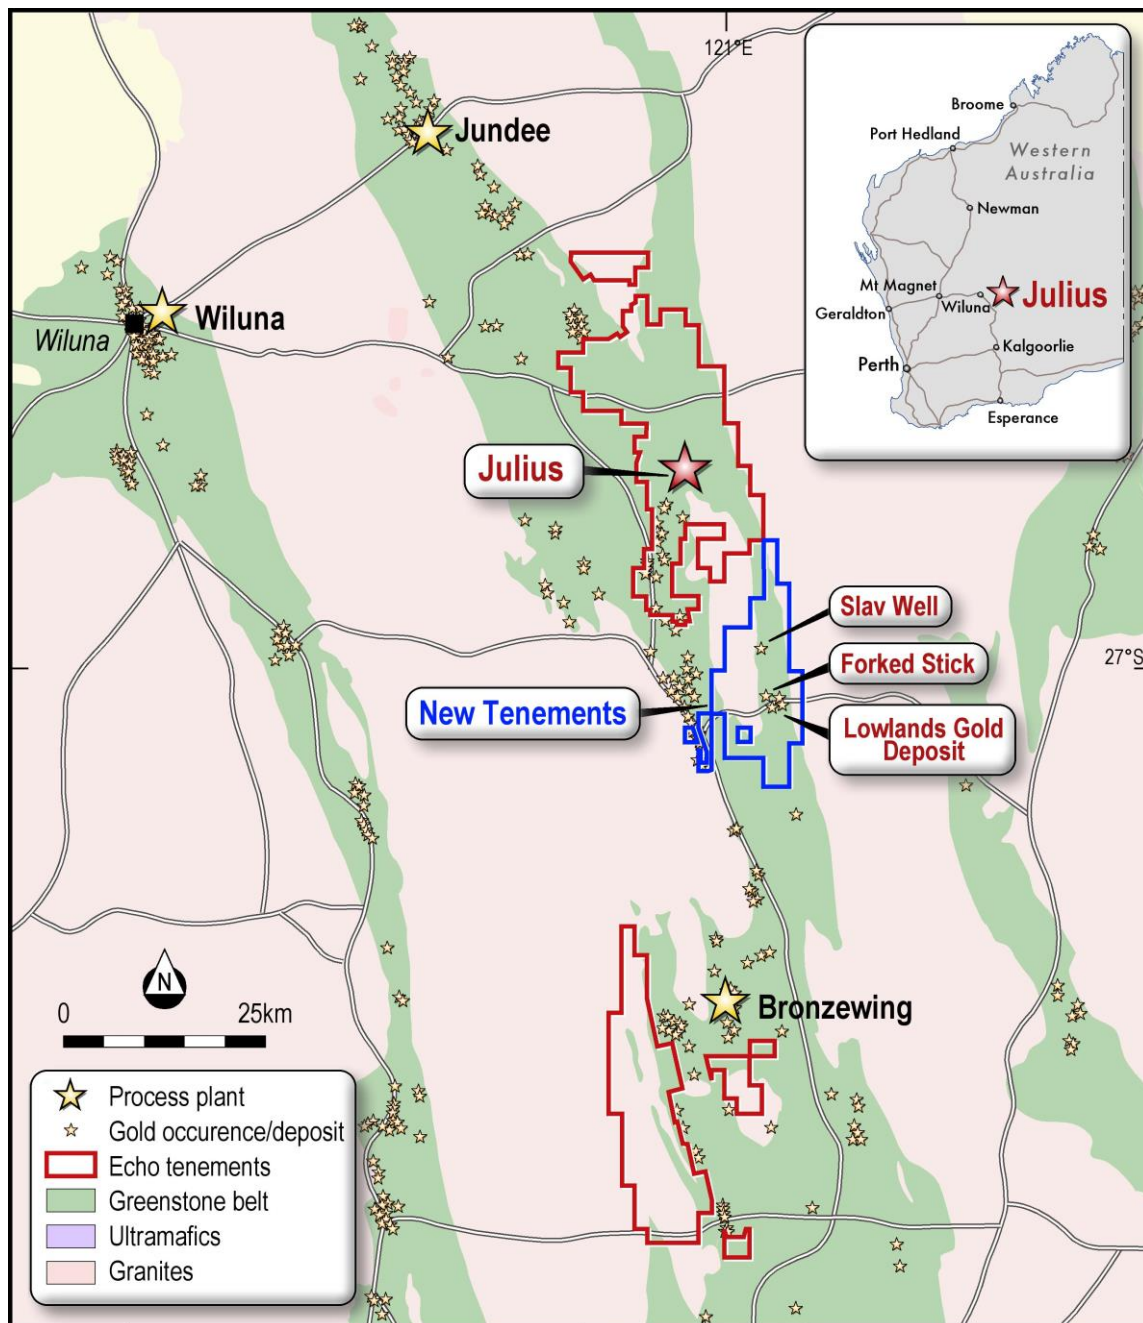 121°E
Broome
Port Hedland
Western
Australia
Newman
Mt Magnet
Julius
Wiluna
Geraldton
Kalgoorlie
Perth
Esperance
Jundee
Wiluna
Wiluna
Julius
Slav Well
27°S
Forked Stick
New Tenements
Lowlands Gold
Deposit
N
0 25km
Bronzewing
Process plant
Gold occurence/deposit
Echo tenements
Greenstone belt
Ultramafics
Granites